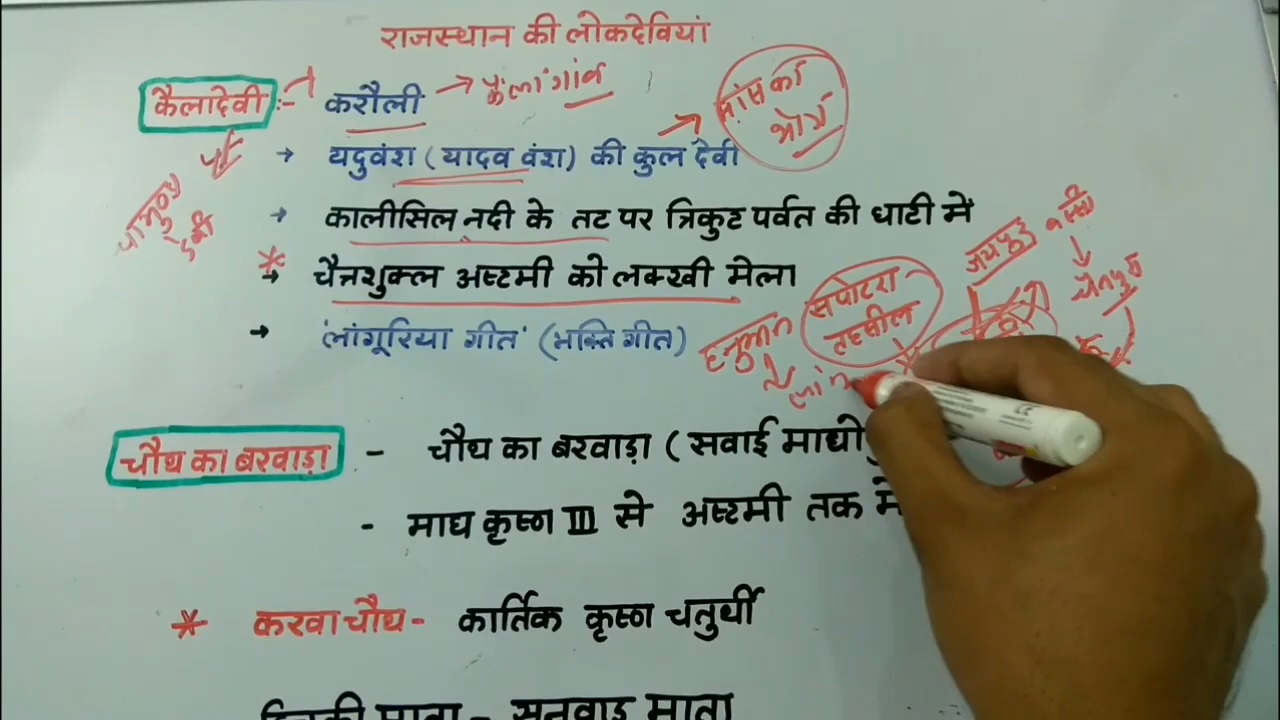 राजस्थान की लोकदेवियां
कैलादेवी :- करौली → कैलांगांव
→ यदुवंश (यादव वंश) की कुल देवी → मांस का भोग
चामुण्डा देवी
→ कालीसिल नदी के तट पर त्रिकुट पर्वत की घाटी में
* → चैत्रशुक्ल अष्टमी को लक्खी मेला
सपोटरा तहसील
जयपुर
→ 'लांगूरिया गीत' (भक्ति गीत)
हनुमान
चौथ का बरवाड़ा - चौथ का बरवाड़ा (सवाई माधो
- माघ कृष्ण III से अष्टमी तक मे
* करवा चौथ - कार्तिक कृष्ण चतुर्थी
माता